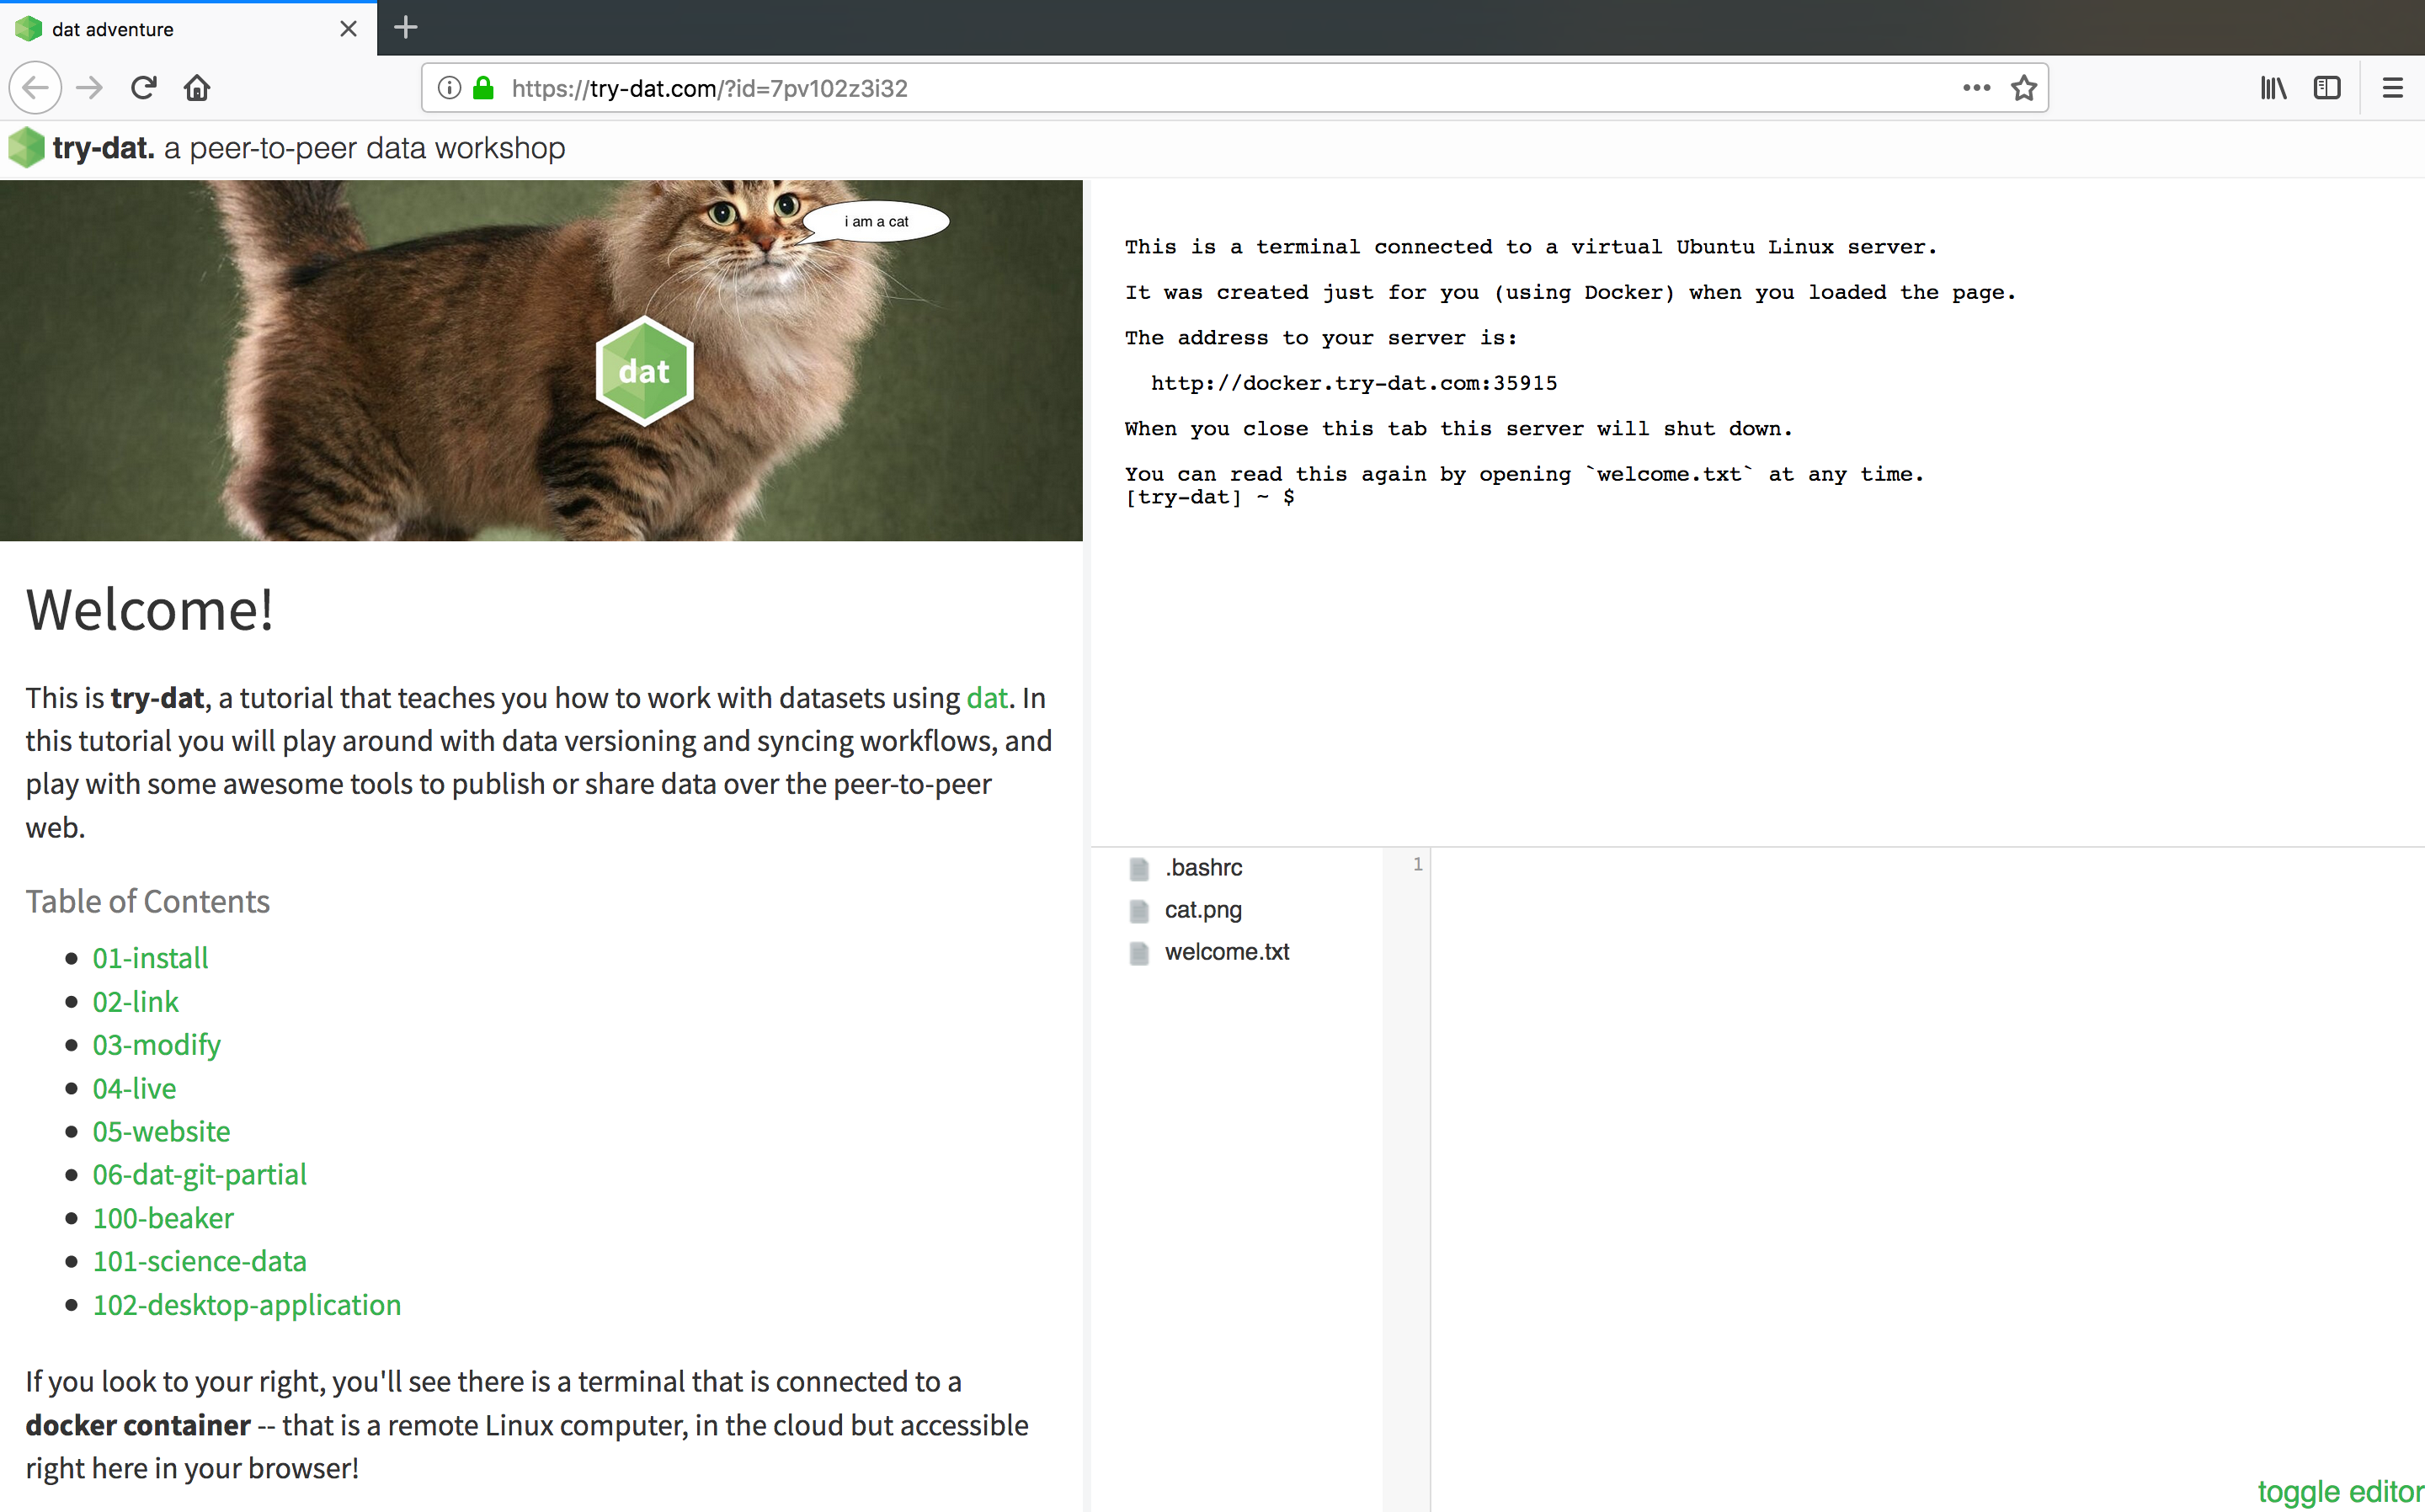 dat adventure
https://try-dat.com/?id=7pv102z3i32
try-dat. a peer-to-peer data workshop
i am a cat
dat
Welcome!
This is try-dat, a tutorial that teaches you how to work with datasets using dat. In
this tutorial you will play around with data versioning and syncing workflows, and
play with some awesome tools to publish or share data over the peer-to-peer
web.
Table of Contents
01-install
02-link
03-modify
04-live
05-website
06-dat-git-partial
100-beaker
101-science-data
102-desktop-application
If you look to your right, you'll see there is a terminal that is connected to a
docker container -- that is a remote Linux computer, in the cloud but accessible
right here in your browser!
This is a terminal connected to a virtual Ubuntu Linux server.
It was created just for you (using Docker) when you loaded the page.
The address to your server is:
http://docker.try-dat.com:35915
When you close this tab this server will shut down.
You can read this again by opening `welcome.txt` at any time.
[try-dat] ~ $
.bashrc
cat.png
welcome.txt
1
toggle editor